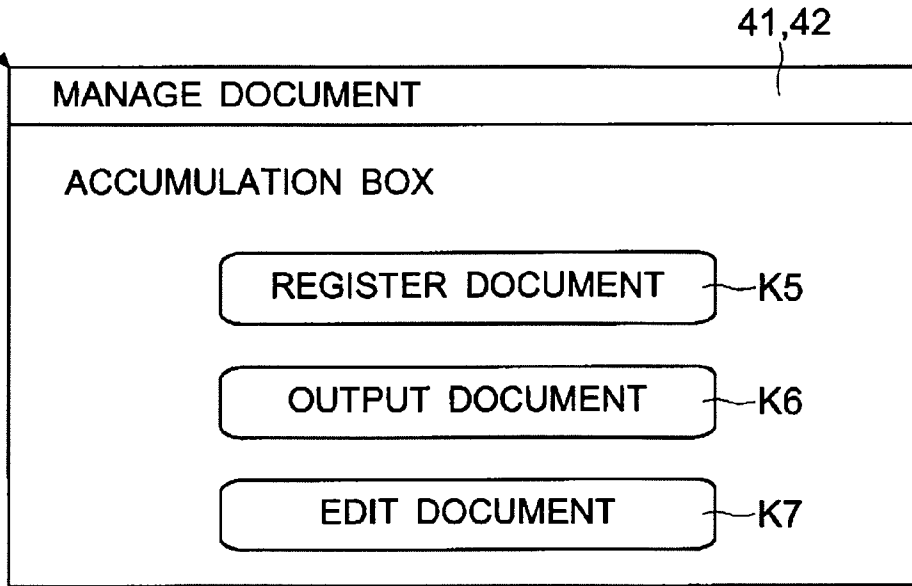 41,42
MANAGE DOCUMENT
ACCUMULATION BOX
REGISTER DOCUMENT K5
OUTPUT DOCUMENT K6
EDIT DOCUMENT K7